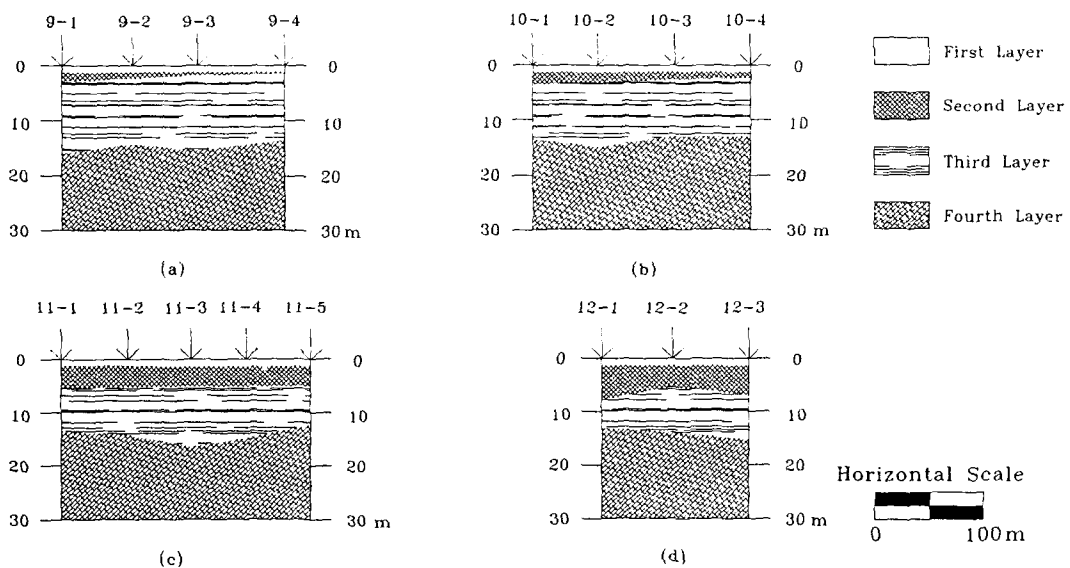 9-1 9-2 9-3 9-4
0 0
10 10
20 20
30 30 m
(a)
10-1 10-2 10-3 10-4
0 0
10 10
20 20
30 30 m
(b)
First Layer
Second Layer
Third Layer
Fourth Layer
11-1 11-2 11-3 11-4 11-5
0 0
10 10
20 20
30 30 m
(c)
12-1 12-2 12-3
0 0
10 10
20 20
30 30 m
(d)
Horizontal Scale
0 100 m